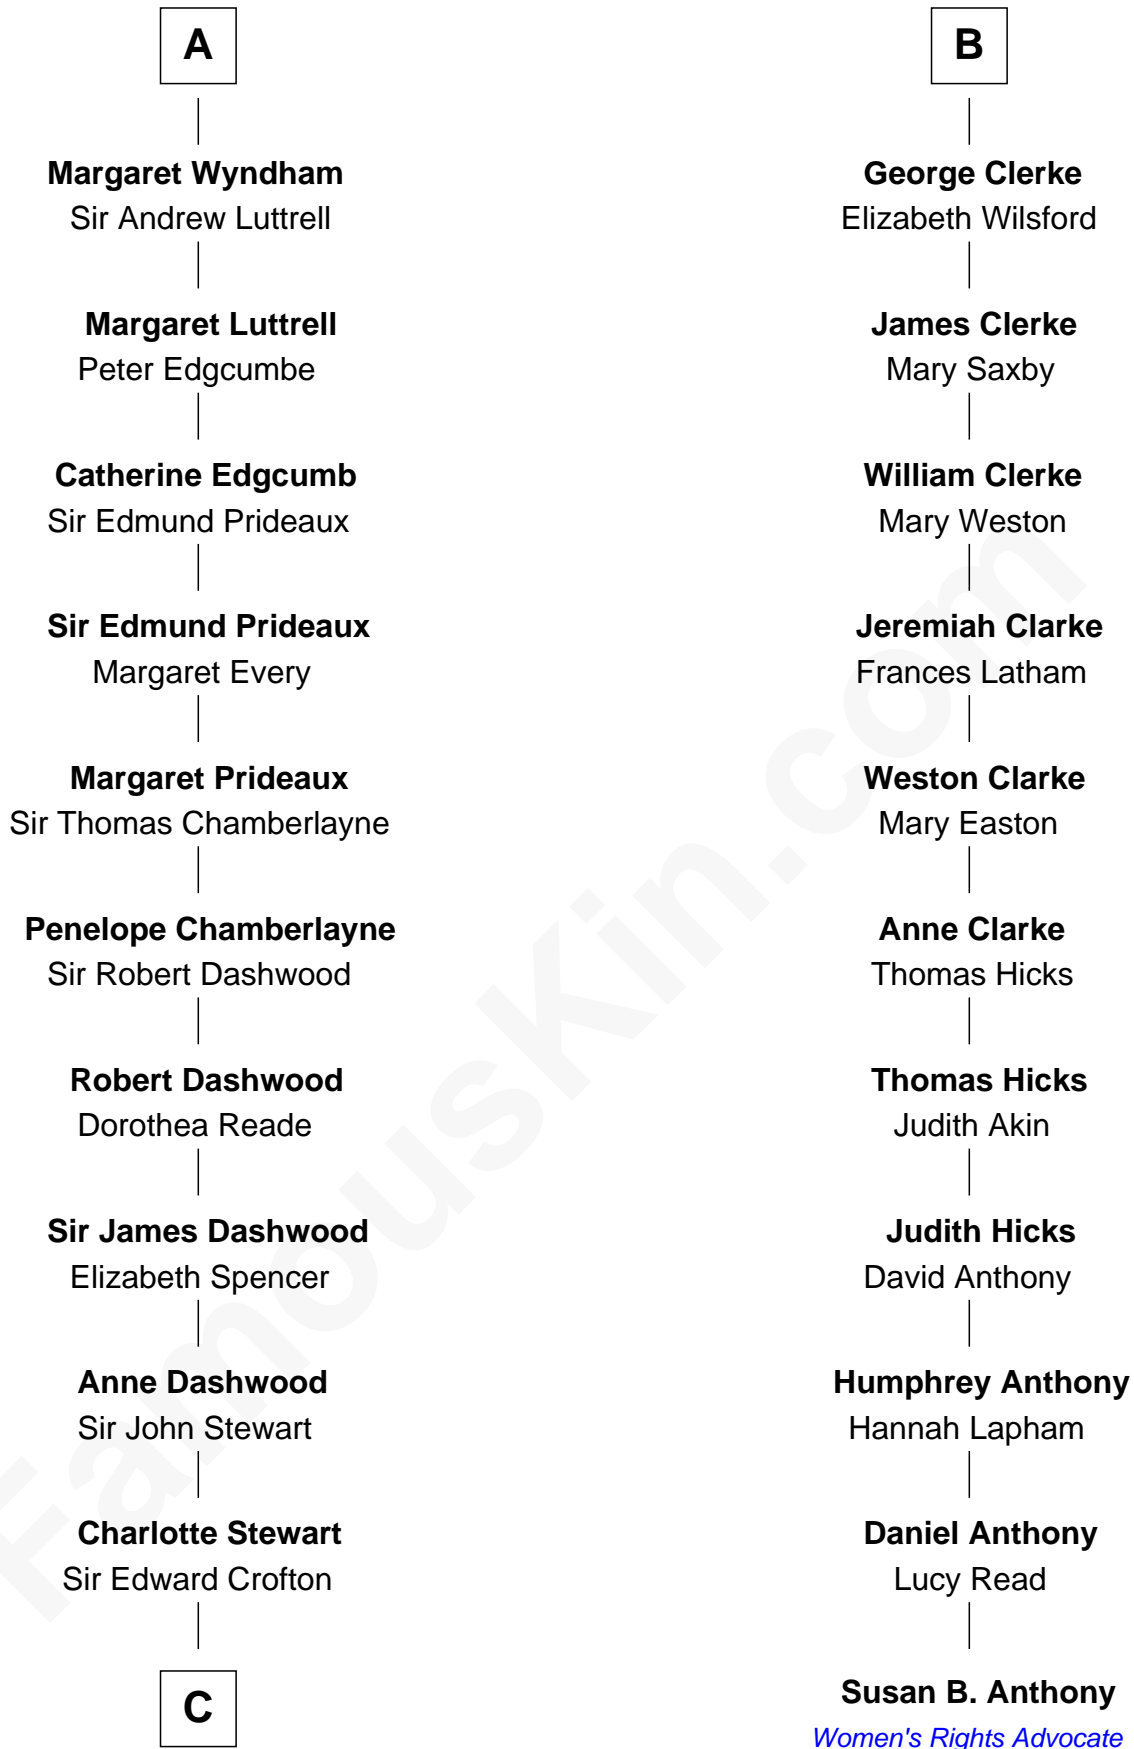 A
Margaret Wyndham
Sir Andrew Luttrell
Margaret Luttrell
Peter Edgcumbe
Catherine Edgcumb
Sir Edmund Prideaux
Sir Edmund Prideaux
Margaret Every
Margaret Prideaux
Sir Thomas Chamberlayne
Penelope Chamberlayne
Sir Robert Dashwood
Robert Dashwood
Dorothea Reade
Sir James Dashwood
Elizabeth Spencer
Anne Dashwood
Sir John Stewart
Charlotte Stewart
Sir Edward Crofton
C
B
George Clerke
Elizabeth Wilsford
James Clerke
Mary Saxby
William Clerke
Mary Weston
Jeremiah Clarke
Frances Latham
Weston Clarke
Mary Easton
Anne Clarke
Thomas Hicks
Thomas Hicks
Judith Akin
Judith Hicks
David Anthony
Humphrey Anthony
Hannah Lapham
Daniel Anthony
Lucy Read
Susan B. Anthony
Women's Rights Advocate
FamousKin.com